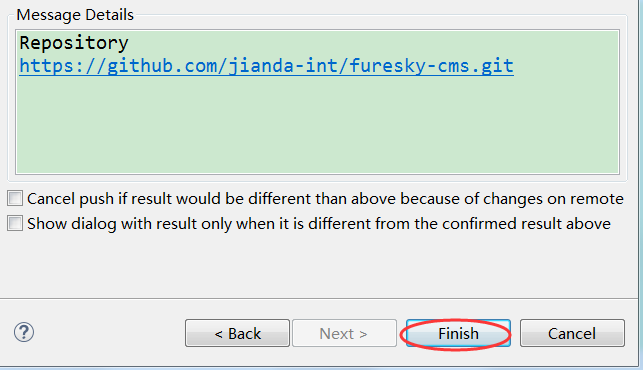 Message Details
Repository
https://github.com/jianda-int/furesky-cms.git
Cancel push if result would be different than above because of changes on remote
Show dialog with result only when it is different from the confirmed result above
? < Back Next > Finish Cancel